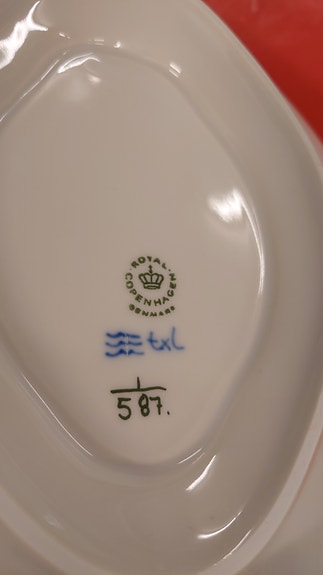 ROYAL
COPENHAGEN
DENMARK
txl
1
587.